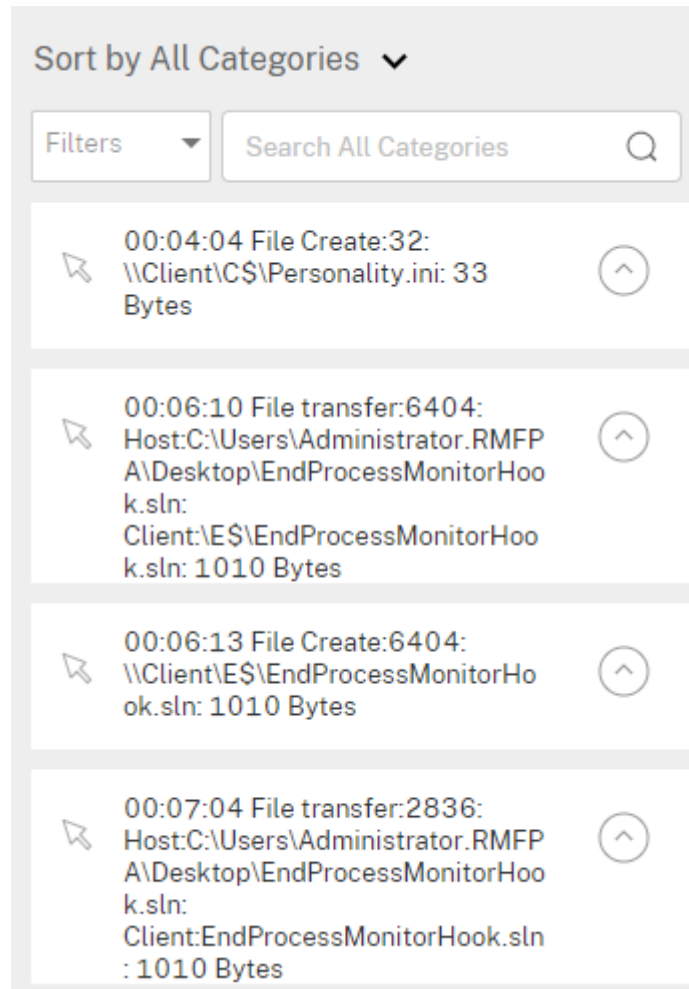 Sort by All Categories
Filters
Search All Categories
00:04:04 File Create:32:
\\Client\C$\Personality.ini: 33
Bytes
00:06:10 File transfer:6404:
Host:C:\Users\Administrator.RMFP
A\Desktop\EndProcessMonitorHoo
k.sln:
Client:\E$\EndProcessMonitorHoo
k.sln: 1010 Bytes
00:06:13 File Create:6404:
\\Client\E$\EndProcessMonitorHo
ok.sln: 1010 Bytes
00:07:04 File transfer:2836:
Host:C:\Users\Administrator.RMFP
A\Desktop\EndProcessMonitorHoo
k.sln:
Client:EndProcessMonitorHook.sln
: 1010 Bytes